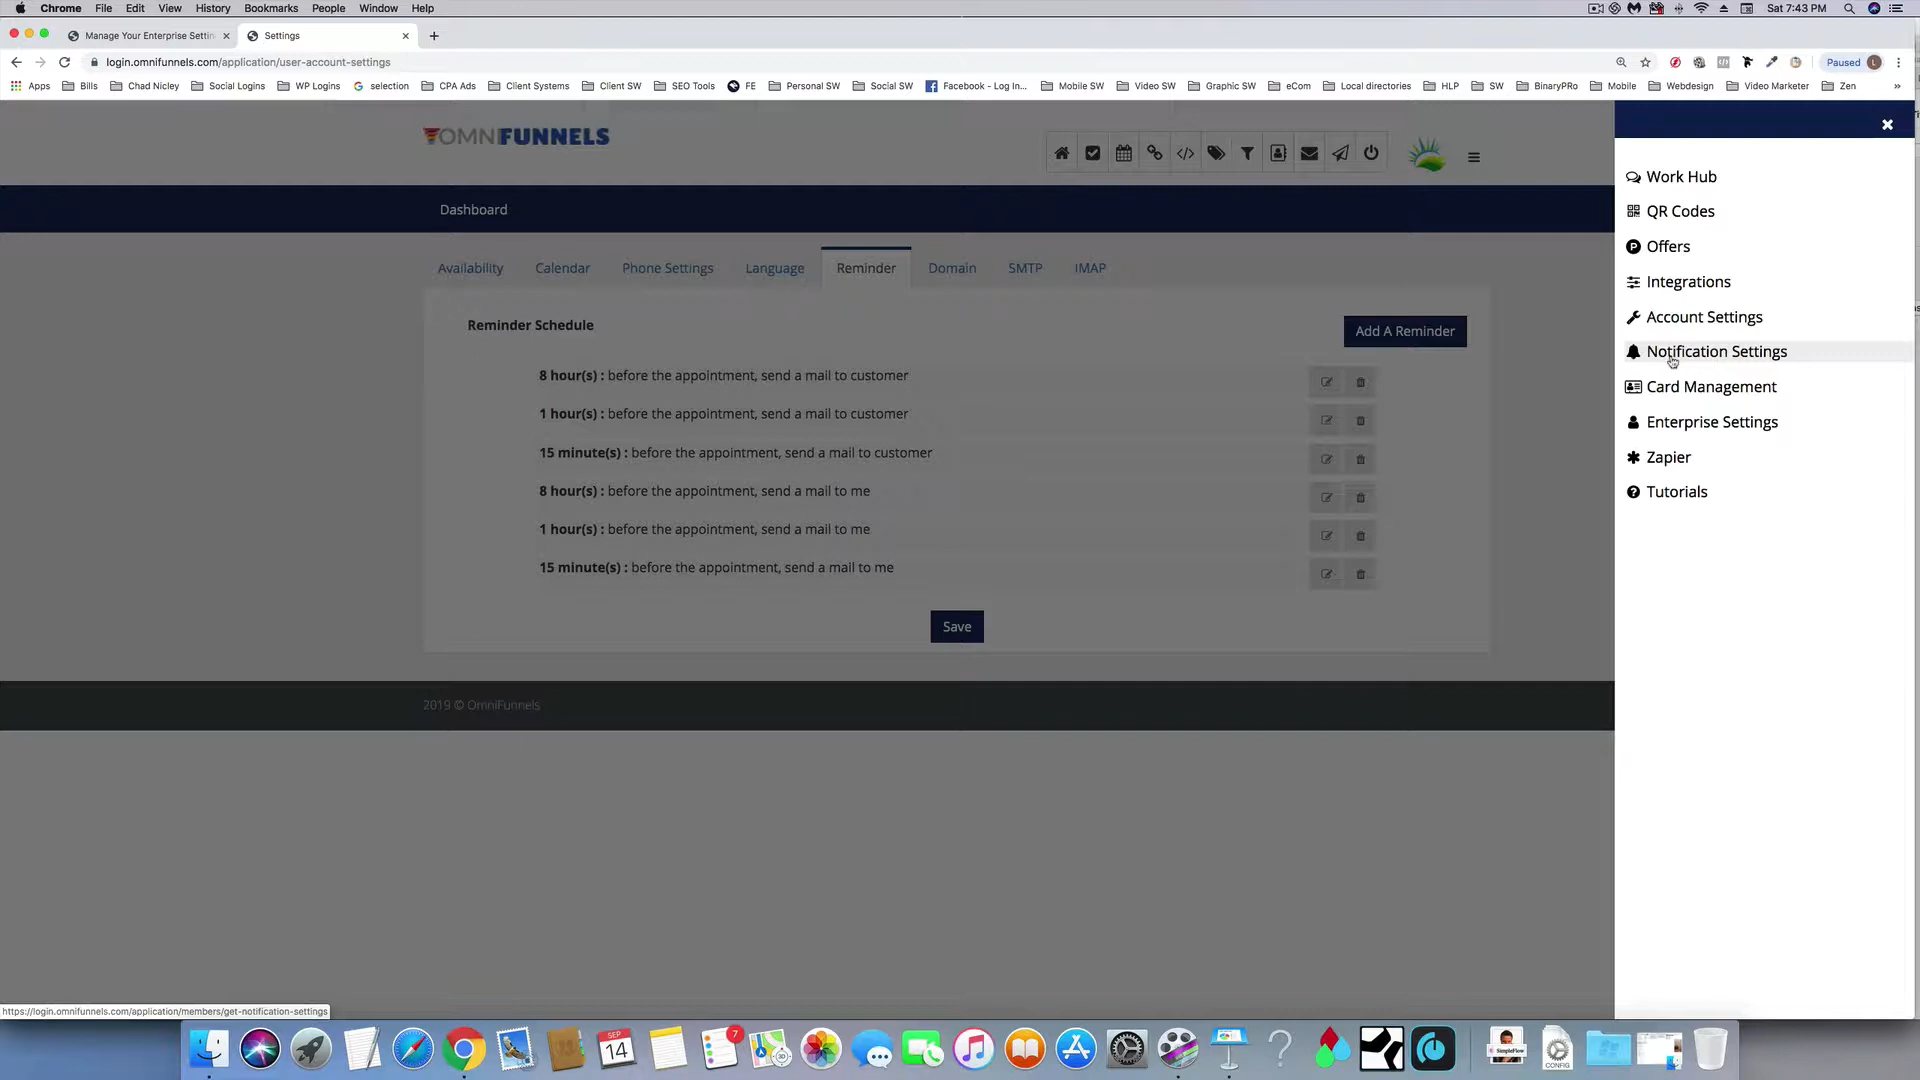 Chrome File Edit View History Bookmarks People Window Help Sat 7:43 PM
Manage Your Enterprise Settin Settings
login.omnifunnels.com/application/user-account-settings Paused L
Apps Bills Chad Nicley Social Logins WP Logins selection CPA Ads Client Systems Client SW SEO Tools FE Personal SW Social SW Facebook - Log In... Mobile SW Video SW Graphic SW eCom Local directories HLP SW BinaryPRo Mobile Webdesign Video Marketer Zen »
OMNIFUNNELS
Dashboard
Availability Calendar Phone Settings Language Reminder Domain SMTP IMAP
Reminder Schedule
Add A Reminder
8 hour(s) : before the appointment, send a mail to customer
1 hour(s) : before the appointment, send a mail to customer
15 minute(s) : before the appointment, send a mail to customer
8 hour(s) : before the appointment, send a mail to me
1 hour(s) : before the appointment, send a mail to me
15 minute(s) : before the appointment, send a mail to me
Save
2019 © OmniFunnels
Work Hub
QR Codes
Offers
Integrations
Account Settings
Notification Settings
Card Management
Enterprise Settings
Zapier
Tutorials
https://login.omnifunnels.com/application/members/get-notification-settings
SEP
14
7
3D
SimpleFlow
CONFIG